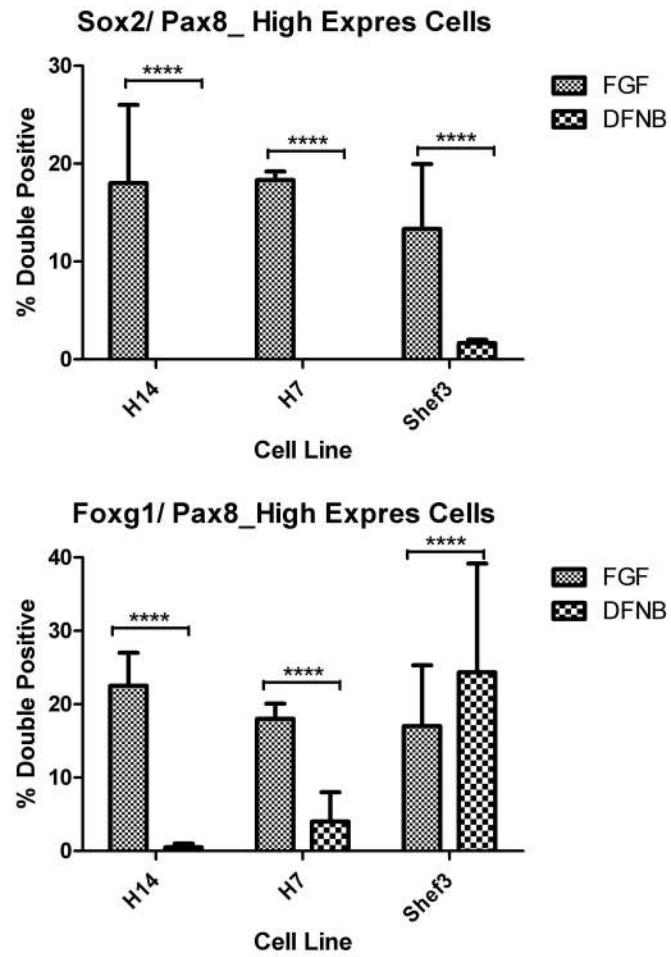 Sox2/ Pax8_ High Expres Cells
% Double Positive
30
20
10
0
****
****
****
FGF
DFNB
H14
H7
Shef3
Cell Line
Foxg1/ Pax8_High Expres Cells
% Double Positive
40
30
20
10
0
****
****
****
FGF
DFNB
H14
H7
Shef3
Cell Line